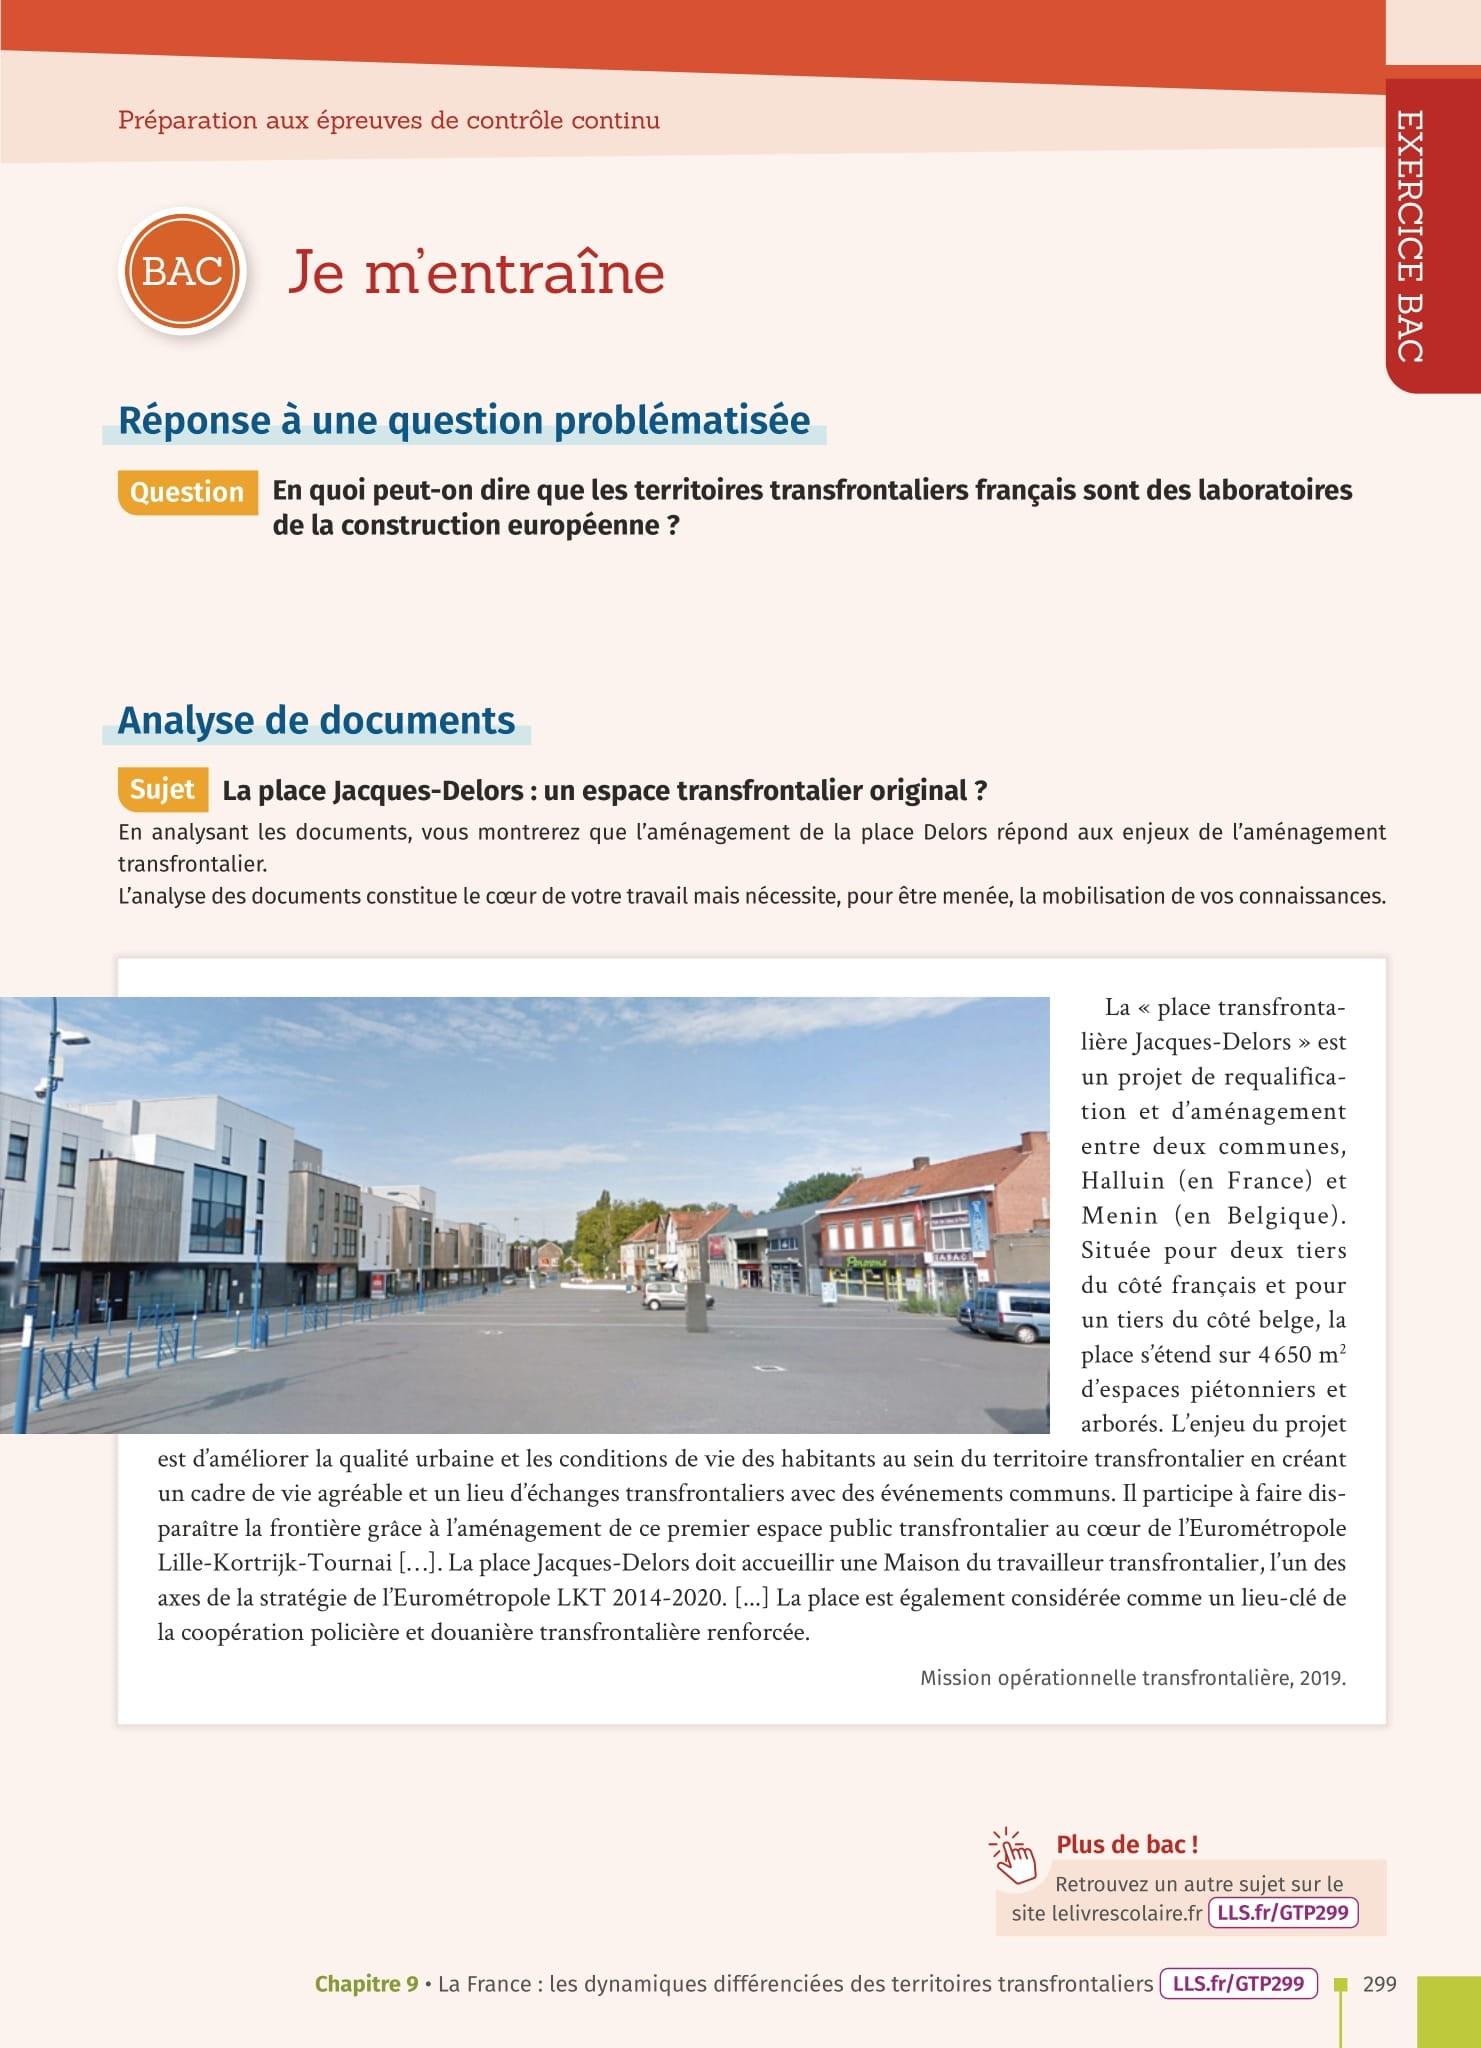 Préparation aux épreuves de contrôle continu
EXERCICE BAC
BAC
Je m’entraîne
Réponse à une question problématisée
Question En quoi peut-on dire que les territoires transfrontaliers français sont des laboratoires
de la construction européenne ?
Analyse de documents
Sujet La place Jacques-Delors : un espace transfrontalier original ?
En analysant les documents, vous montrerez que l’aménagement de la place Delors répond aux enjeux de l’aménagement
transfrontalier.
L’analyse des documents constitue le cœur de votre travail mais nécessite, pour être menée, la mobilisation de vos connaissances.
La « place transfronta-
lière Jacques-Delors » est
un projet de requalifica-
tion et d’aménagement
entre deux communes,
Halluin (en France) et
Menin (en Belgique).
Située pour deux tiers
du côté français et pour
un tiers du côté belge, la
place s’étend sur 4 650 m²
d’espaces piétonniers et
arborés. L’enjeu du projet
est d’améliorer la qualité urbaine et les conditions de vie des habitants au sein du territoire transfrontalier en créant
un cadre de vie agréable et un lieu d’échanges transfrontaliers avec des événements communs. Il participe à faire dis-
paraître la frontière grâce à l’aménagement de ce premier espace public transfrontalier au cœur de l’Eurométropole
Lille-Kortrijk-Tournai […]. La place Jacques-Delors doit accueillir une Maison du travailleur transfrontalier, l’un des
axes de la stratégie de l’Eurométropole LKT 2014-2020. [...] La place est également considérée comme un lieu-clé de
la coopération policière et douanière transfrontalière renforcée.
Mission opérationnelle transfrontalière, 2019.
TABAC
Plus de bac !
Retrouvez un autre sujet sur le
site lelivrescolaire.fr LLS.fr/GTP299
Chapitre 9 • La France : les dynamiques différenciées des territoires transfrontaliers LLS.fr/GTP299 299